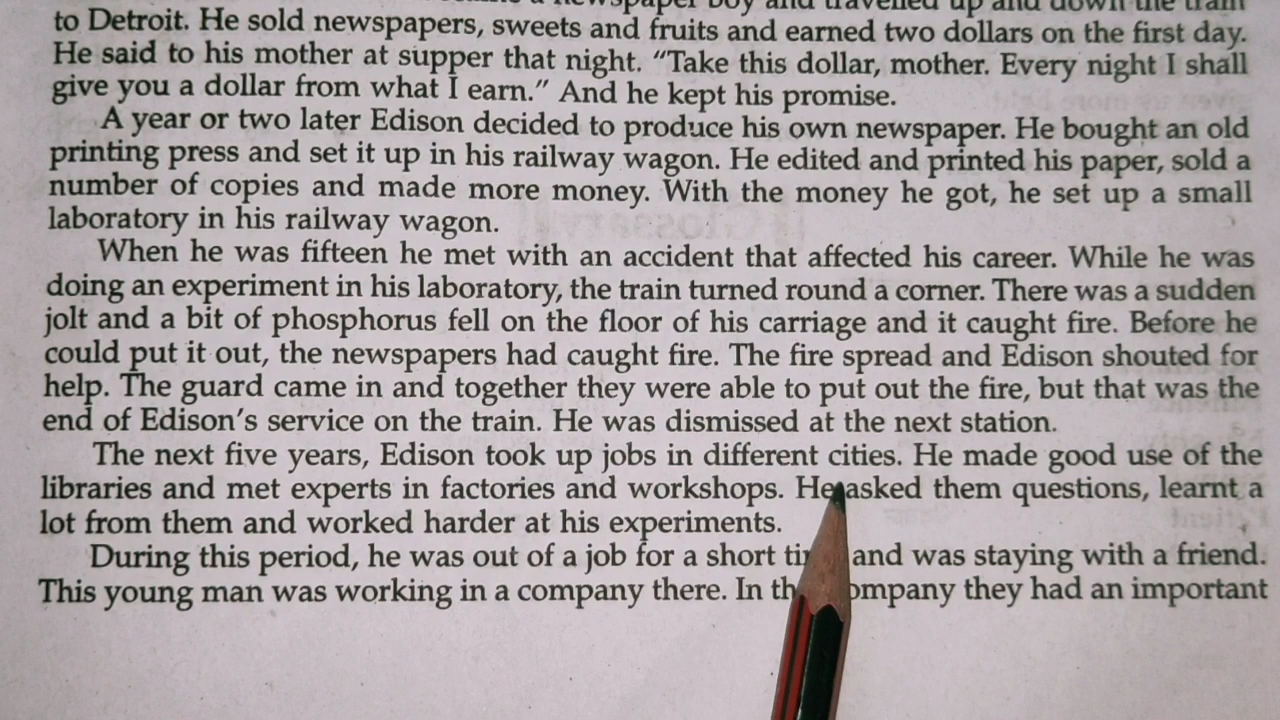 a newspaper boy and travelled up and down the train
to Detroit. He sold newspapers, sweets and fruits and earned two dollars on the first day.
He said to his mother at supper that night. “Take this dollar, mother. Every night I shall
give you a dollar from what I earn.” And he kept his promise.
A year or two later Edison decided to produce his own newspaper. He bought an old
printing press and set it up in his railway wagon. He edited and printed his paper, sold a
number of copies and made more money. With the money he got, he set up a small
laboratory in his railway wagon.
When he was fifteen he met with an accident that affected his career. While he was
doing an experiment in his laboratory, the train turned round a corner. There was a sudden
jolt and a bit of phosphorus fell on the floor of his carriage and it caught fire. Before he
could put it out, the newspapers had caught fire. The fire spread and Edison shouted for
help. The guard came in and together they were able to put out the fire, but that was the
end of Edison’s service on the train. He was dismissed at the next station.
The next five years, Edison took up jobs in different cities. He made good use of the
libraries and met experts in factories and workshops. He asked them questions, learnt a
lot from them and worked harder at his experiments.
During this period, he was out of a job for a short and was staying with a friend.
This young man was working in a company there. In company they had an important